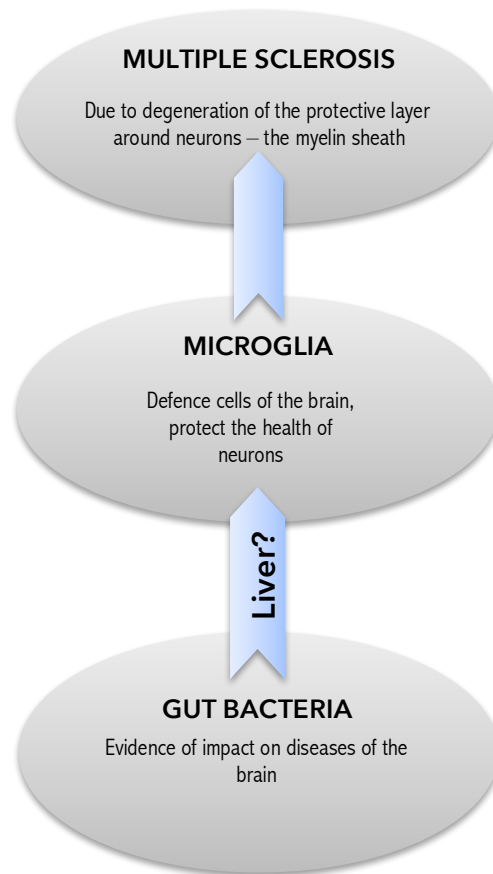 MULTIPLE SCLEROSIS
Due to degeneration of the protective layer
around neurons – the myelin sheath
MICROGLIA
Defence cells of the brain,
protect the health of
neurons
Liver?
GUT BACTERIA
Evidence of impact on diseases of the
brain